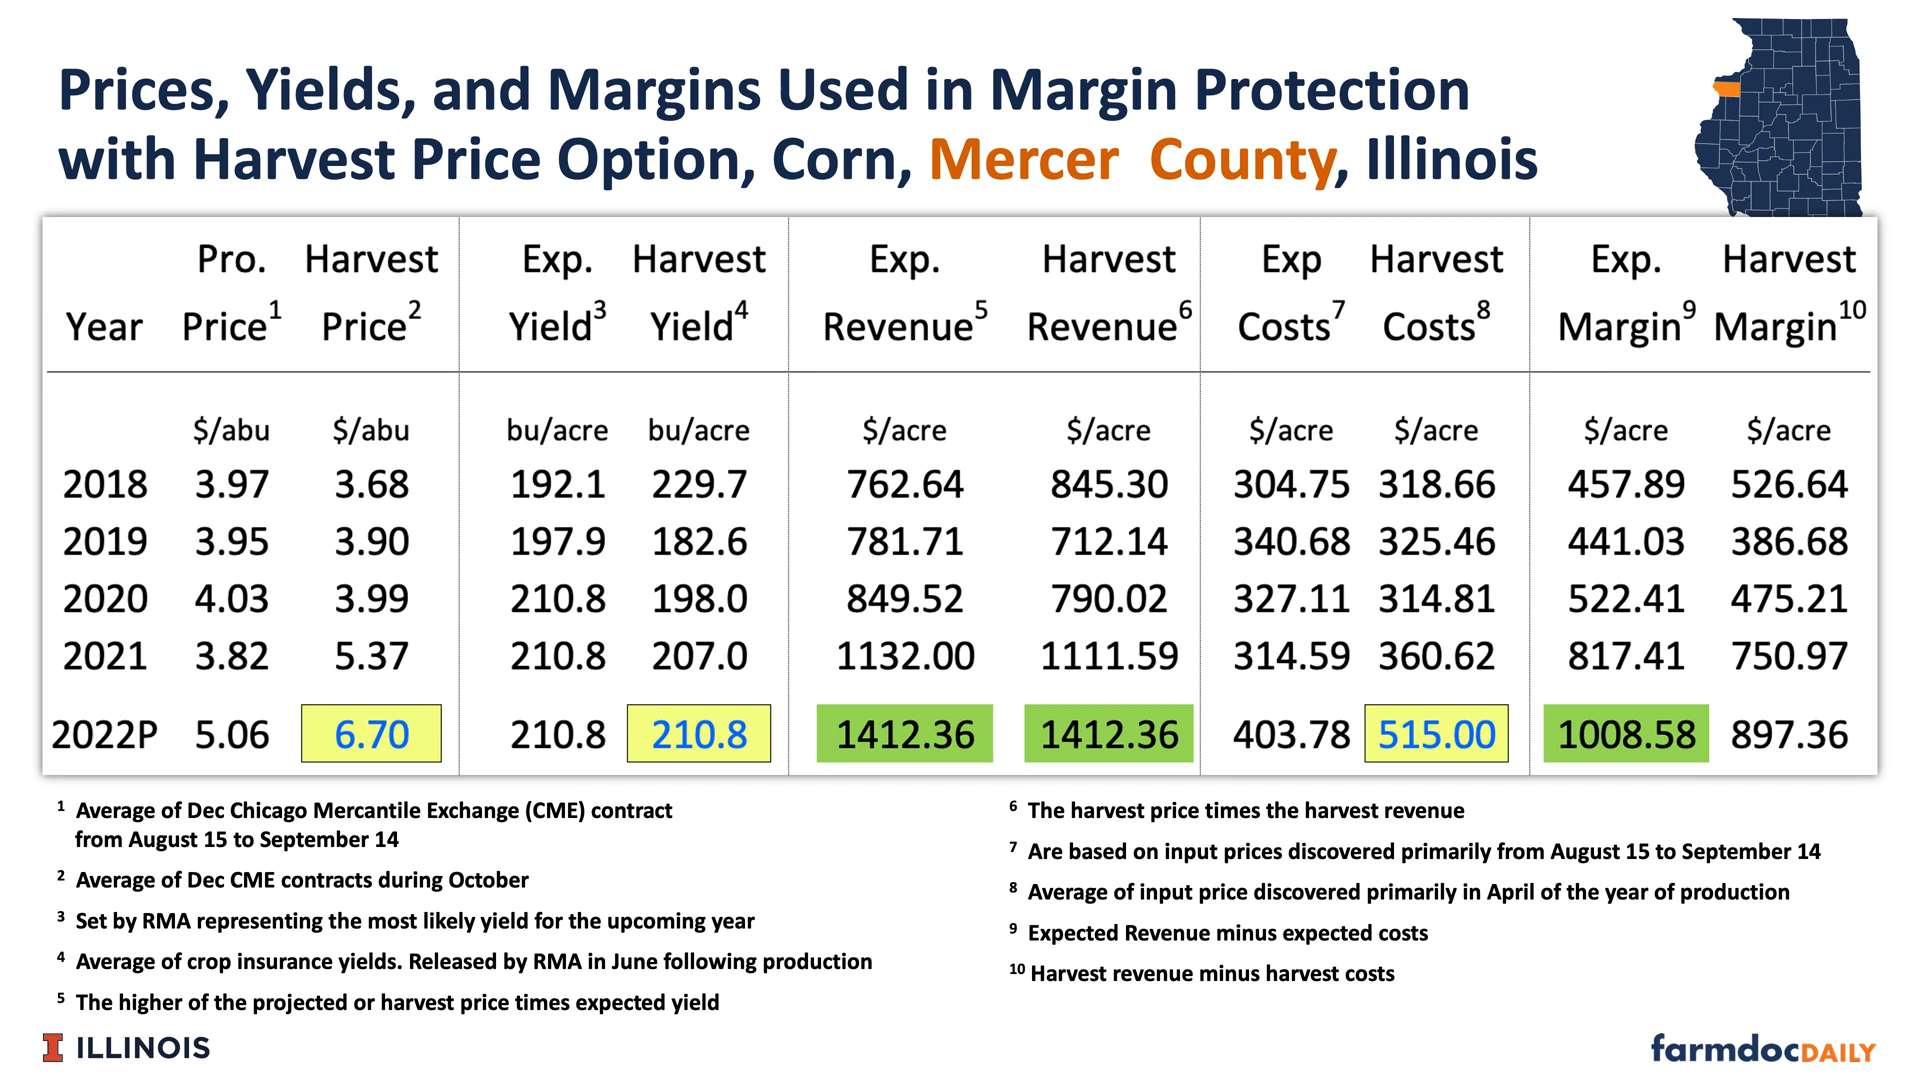 Prices, Yields, and Margins Used in Margin Protection
with Harvest Price Option, Corn, Mercer County, Illinois
Pro. Harvest Exp. Harvest Exp. Harvest Exp Harvest Exp. Harvest
Year Price1 Price2 Yield3 Yield4 Revenue5 Revenue6 Costs7 Costs8 Margin9 Margin10
$/abu $/abu bu/acre bu/acre $/acre $/acre $/acre $/acre $/acre $/acre
2018 3.97 3.68 192.1 229.7 762.64 845.30 304.75 318.66 457.89 526.64
2019 3.95 3.90 197.9 182.6 781.71 712.14 340.68 325.46 441.03 386.68
2020 4.03 3.99 210.8 198.0 849.52 790.02 327.11 314.81 522.41 475.21
2021 3.82 5.37 210.8 207.0 1132.00 1111.59 314.59 360.62 817.41 750.97
2022P 5.06 6.70 210.8 210.8 1412.36 1412.36 403.78 515.00 1008.58 897.36
1 Average of Dec Chicago Mercantile Exchange (CME) contract
from August 15 to September 14
2 Average of Dec CME contracts during October
3 Set by RMA representing the most likely yield for the upcoming year
4 Average of crop insurance yields. Released by RMA in June following production
5 The higher of the projected or harvest price times expected yield
6 The harvest price times the harvest revenue
7 Are based on input prices discovered primarily from August 15 to September 14
8 Average of input price discovered primarily in April of the year of production
9 Expected Revenue minus expected costs
10 Harvest revenue minus harvest costs
I ILLINOIS
farmdocDAILY